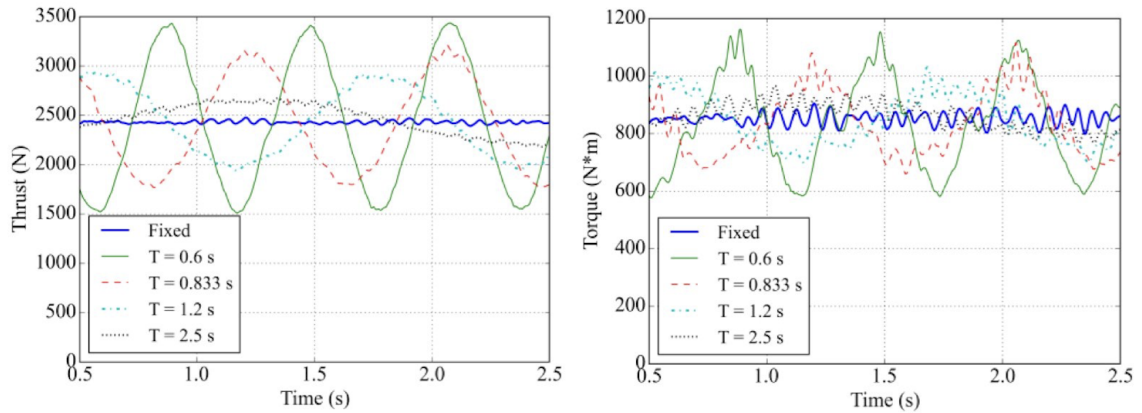 3500
3000
2500
2000
1500
1000
500
0
Thrust (N)
Fixed
T = 0.6 s
T = 0.833 s
T = 1.2 s
T = 2.5 s
0.5 1.0 1.5 2.0 2.5
Time (s)
1200
1000
800
600
400
200
0
Torque (N*m)
Fixed
T = 0.6 s
T = 0.833 s
T = 1.2 s
T = 2.5 s
0.5 1.0 1.5 2.0 2.5
Time (s)